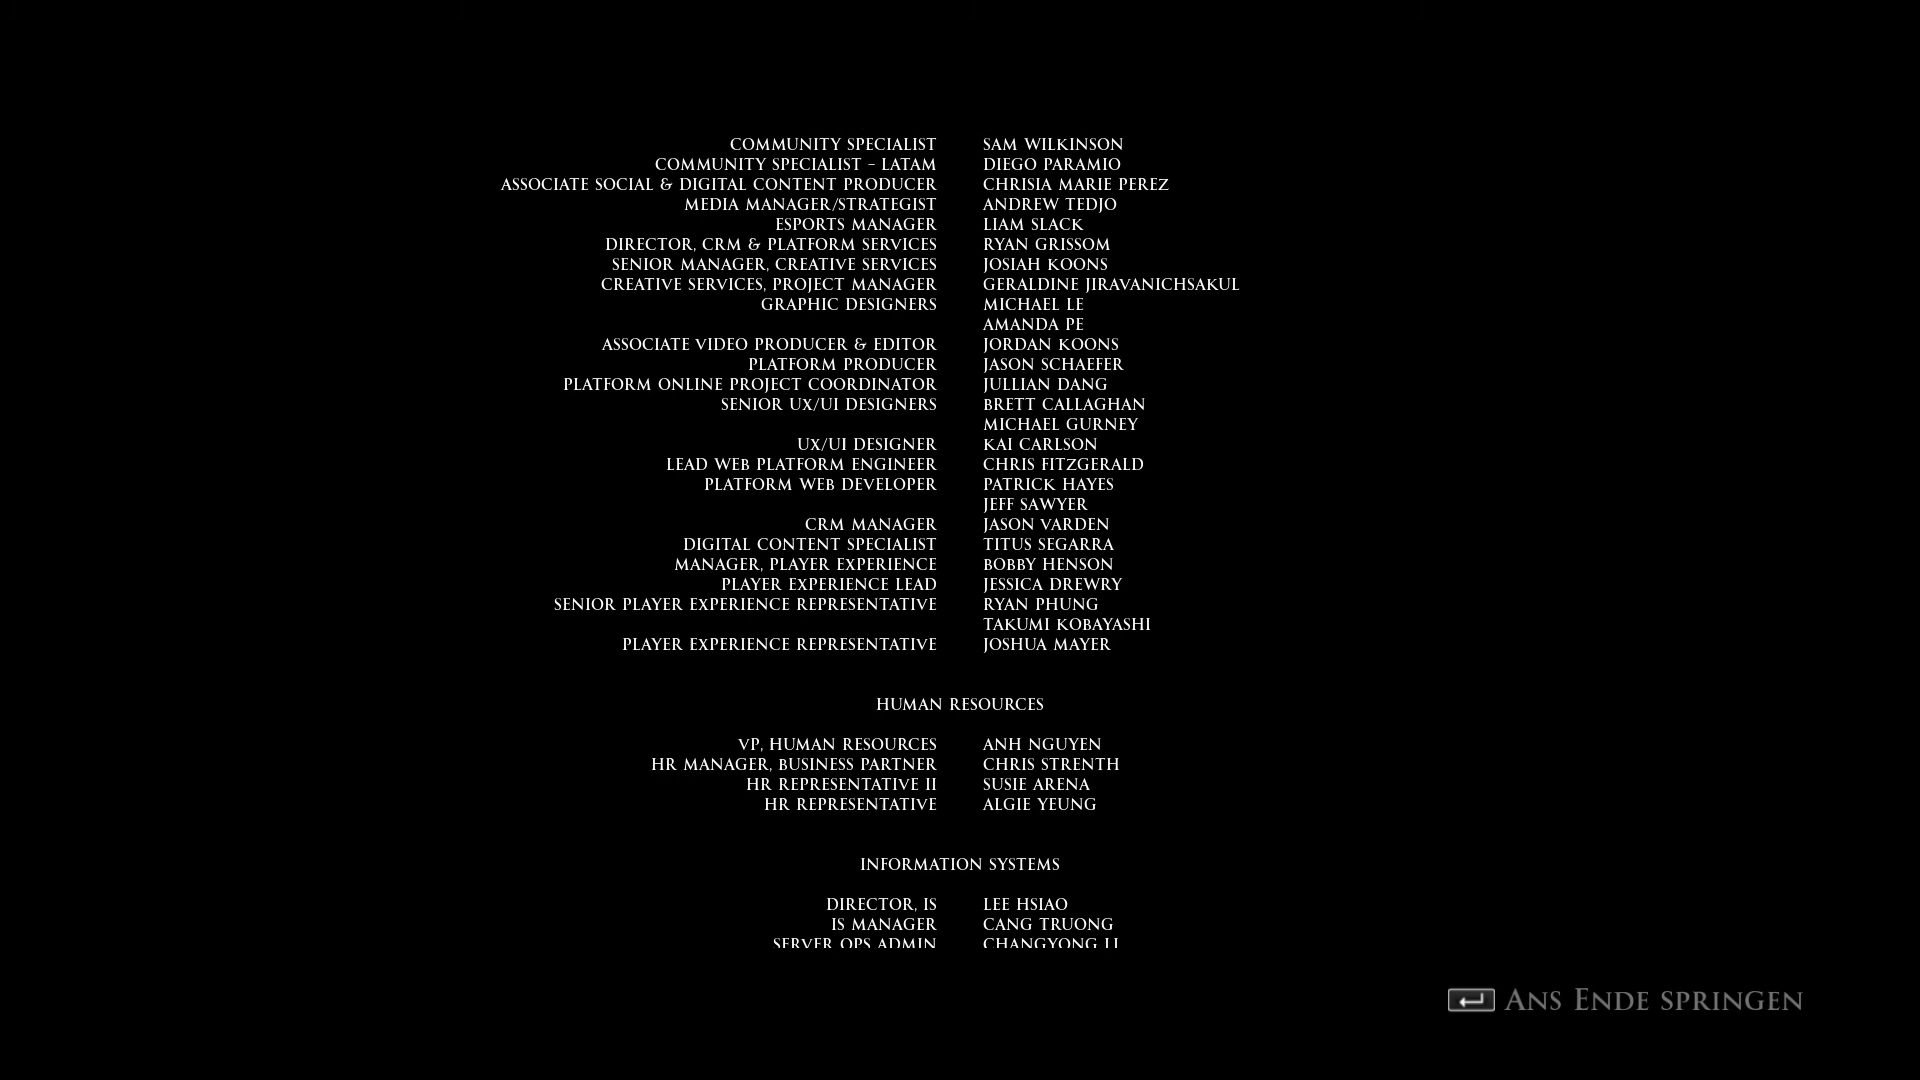 COMMUNITY SPECIALIST SAM WILKINSON
COMMUNITY SPECIALIST – LATAM DIEGO PARAMIO
ASSOCIATE SOCIAL & DIGITAL CONTENT PRODUCER CHRISIA MARIE PEREZ
MEDIA MANAGER/STRATEGIST ANDREW TEDJO
ESPORTS MANAGER LIAM SLACK
DIRECTOR, CRM & PLATFORM SERVICES RYAN GRISSOM
SENIOR MANAGER, CREATIVE SERVICES JOSIAH KOONS
CREATIVE SERVICES, PROJECT MANAGER GERALDINE JIRAVANICHSAKUL
GRAPHIC DESIGNERS MICHAEL LE
AMANDA PE
ASSOCIATE VIDEO PRODUCER & EDITOR JORDAN KOONS
PLATFORM PRODUCER JASON SCHAEFER
PLATFORM ONLINE PROJECT COORDINATOR JULLIAN DANG
SENIOR UX/UI DESIGNERS BRETT CALLAGHAN
MICHAEL GURNEY
UX/UI DESIGNER KAI CARLSON
LEAD WEB PLATFORM ENGINEER CHRIS FITZGERALD
PLATFORM WEB DEVELOPER PATRICK HAYES
JEFF SAWYER
CRM MANAGER JASON VARDEN
DIGITAL CONTENT SPECIALIST TITUS SEGARRA
MANAGER, PLAYER EXPERIENCE BOBBY HENSON
PLAYER EXPERIENCE LEAD JESSICA DREWRY
SENIOR PLAYER EXPERIENCE REPRESENTATIVE RYAN PHUNG
TAKUMI KOBAYASHI
PLAYER EXPERIENCE REPRESENTATIVE JOSHUA MAYER
HUMAN RESOURCES
VP, HUMAN RESOURCES ANH NGUYEN
HR MANAGER, BUSINESS PARTNER CHRIS STRENTH
HR REPRESENTATIVE II SUSIE ARENA
HR REPRESENTATIVE ALGIE YEUNG
INFORMATION SYSTEMS
DIRECTOR, IS LEE HSIAO
IS MANAGER CANG TRUONG
SERVER OPS ADMIN CHANGYONG LI
ANS ENDE SPRINGEN